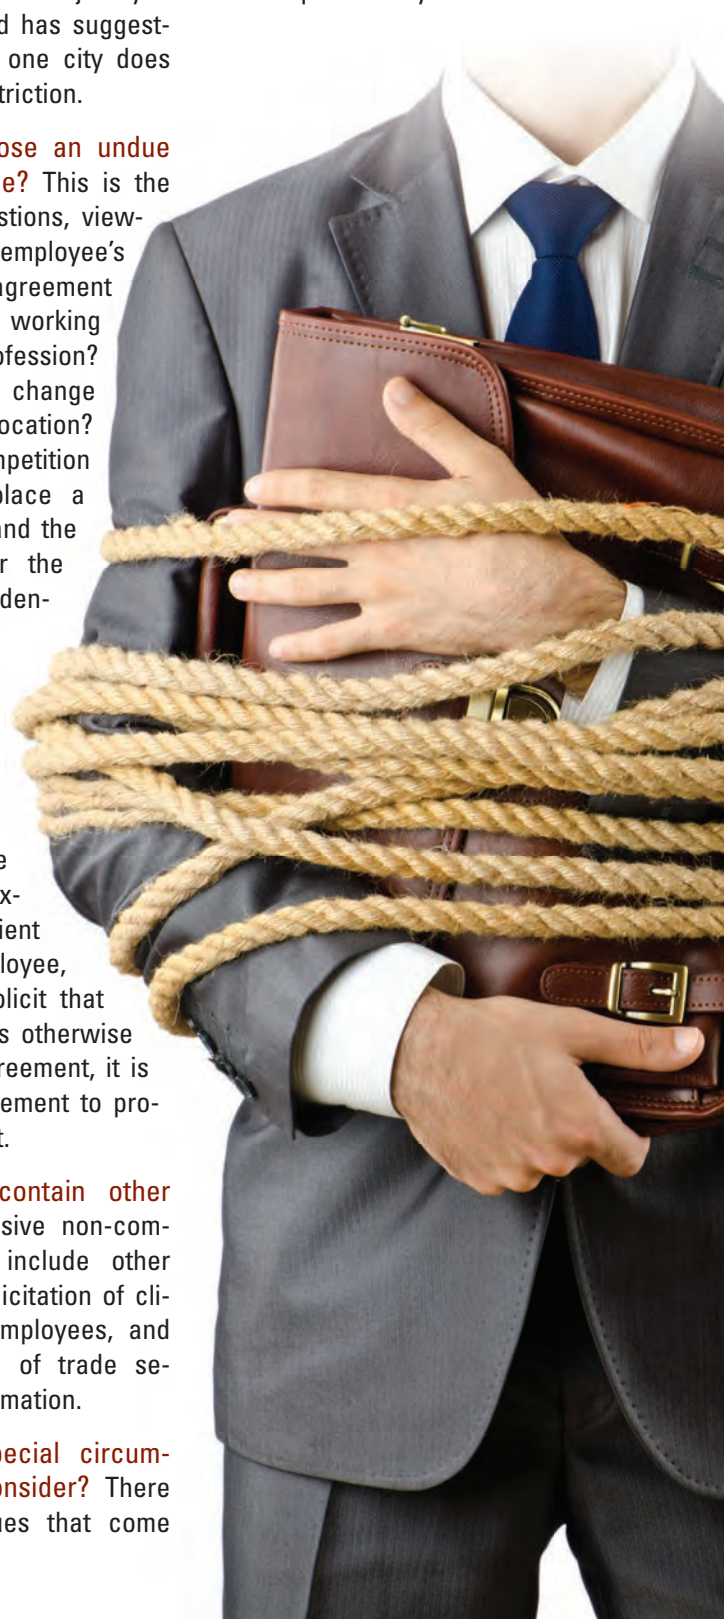 d has suggest-
one city does
triction.
ose an undue
e? This is the
stions, view-
employee's
agreement
working
ofession?
change
ocation?
mpetition
place a
and the
r the
den-
e
x-
ient
loyee,
plicit that
s otherwise
reement, it is
ement to pro-
t.
contain other
sive non-com-
include other
icitation of cli-
mployees, and
of trade se-
mation.
pecial circum-
onsider? There
ues that come